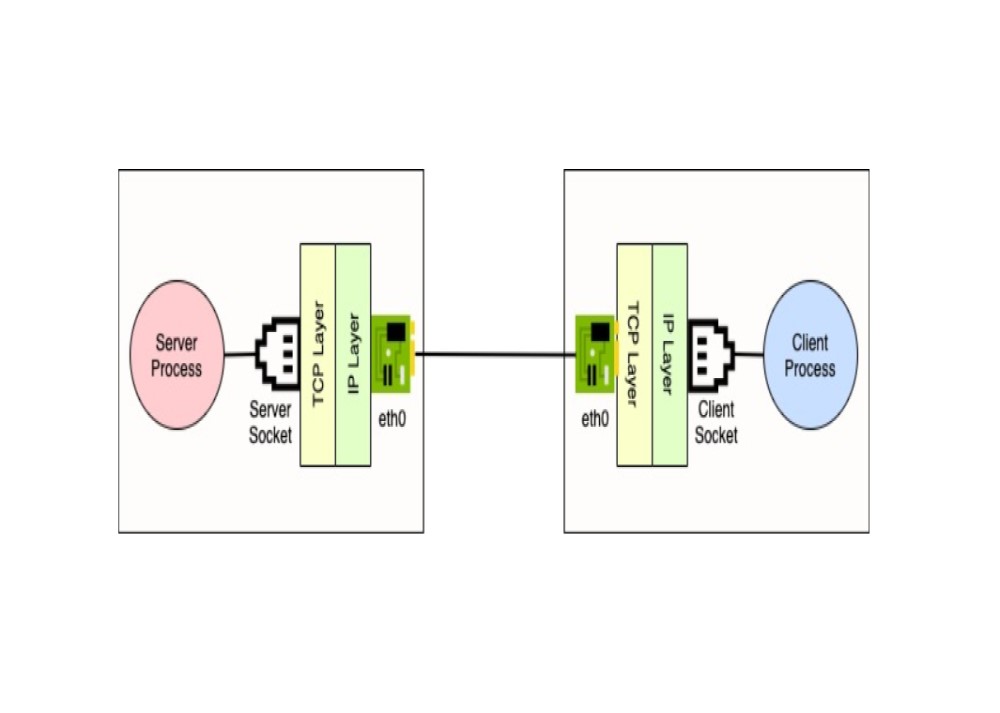 Server
Process
Server
Socket
TCP Layer
IP Layer
eth0
eth0
TCP Layer
IP Layer
Client
Socket
Client
Process